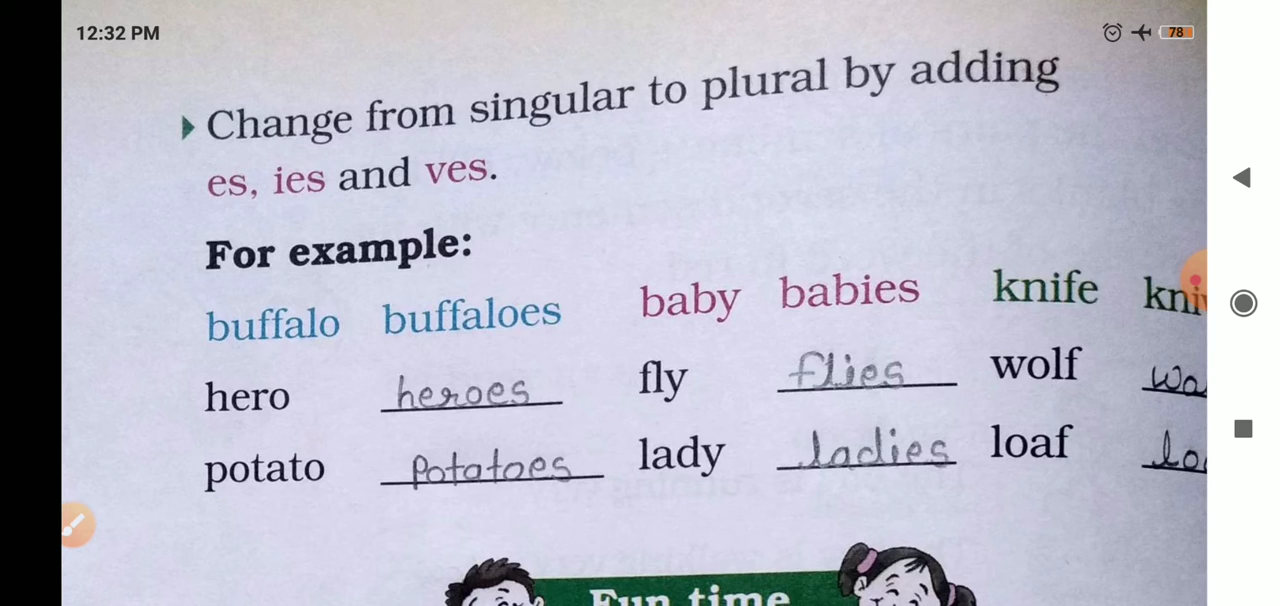 12:32 PM 78
Change from singular to plural by adding
es, ies and ves.
For example:
buffalo buffaloes baby babies knife
hero heroes fly flies wolf
potato potatoes lady ladies loaf
Fun time